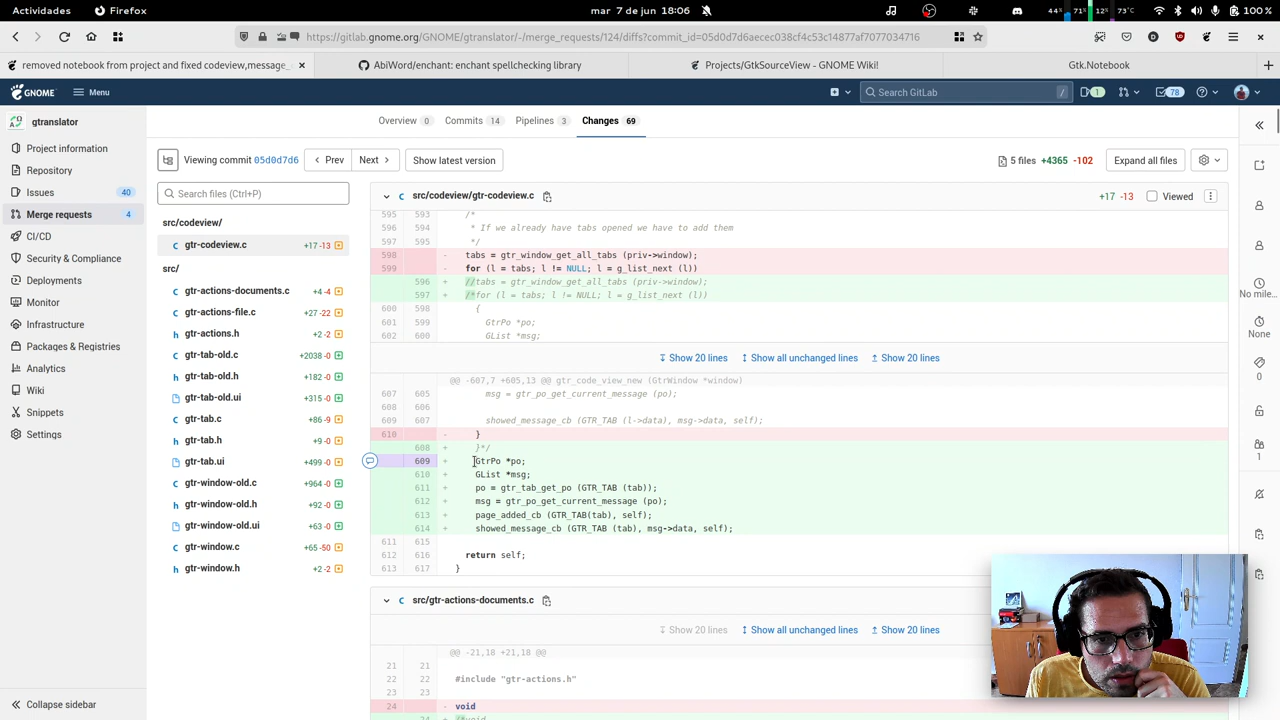 Actividades
Firefox
mar 7 de jun 18:06
44%
71%
12%
73°C
100 %
https://gitlab.gnome.org/GNOME/gtranslator/-/merge_requests/124/diffs?commit_id=05d0d7d6aecec038cf4c53c14877af7077034716
removed notebook from project and fixed codeview,message_
AbiWord/enchant: enchant spellchecking library
Projects/GtkSourceView - GNOME Wiki!
Gtk.Notebook
GNOME
Menu
Search GitLab
/
1
78
gtranslator
Project information
Repository
Issues 40
Merge requests 4
CI/CD
Security & Compliance
Deployments
Monitor
Infrastructure
Packages & Registries
Analytics
Wiki
Snippets
Settings
Collapse sidebar
Overview 0
Commits 14
Pipelines 3
Changes 69
Viewing commit 05d0d7d6
Prev
Next
Show latest version
5 files +4365 -102
Expand all files
Search files (Ctrl+P)
src/codeview/
C gtr-codeview.c +17 -13
src/
C gtr-actions-documents.c +4 -4
C gtr-actions-file.c +27 -22
h gtr-actions.h +2 -2
C gtr-tab-old.c +2038 -0
h gtr-tab-old.h +182 -0
gtr-tab-old.ui +315 -0
C gtr-tab.c +86 -9
h gtr-tab.h +9 -0
gtr-tab.ui +499 -0
C gtr-window-old.c +964 -0
h gtr-window-old.h +92 -0
gtr-window-old.ui +63 -0
C gtr-window.c +65 -50
h gtr-window.h +2 -2
C src/codeview/gtr-codeview.c +17 -13 Viewed
595 593 /*
596 594 * If we already have tabs opened we have to add them
597 595 */
598 - tabs = gtr_window_get_all_tabs (priv->window);
599 - for (l = tabs; l != NULL; l = g_list_next (l))
596 + //tabs = gtr_window_get_all_tabs (priv->window);
597 + /*for (l = tabs; l != NULL; l = g_list_next (l))
600 598 {
601 599 GtrPo *po;
602 600 GList *msg;
Show 20 lines Show all unchanged lines Show 20 lines
@@ -607,7 +605,13 @@ gtr_code_view_new (GtrWindow *window)
607 605 msg = gtr_po_get_current_message (po);
608 606
609 607 showed_message_cb (GTR_TAB (l->data), msg->data, self);
610 - }
608 + }*/
609 + GtrPo *po;
610 + GList *msg;
611 + po = gtr_tab_get_po (GTR_TAB (tab));
612 + msg = gtr_po_get_current_message (po);
613 + page_added_cb (GTR_TAB(tab), self);
614 + showed_message_cb (GTR_TAB (tab), msg->data, self);
611 615
612 616 return self;
613 617 }
C src/gtr-actions-documents.c
Show 20 lines Show all unchanged lines Show 20 lines
@@ -21,18 +21,18 @@
21 21
22 22 #include "gtr-actions.h"
23 23
24 - void
24 + /*void
No mile...
None
0
1